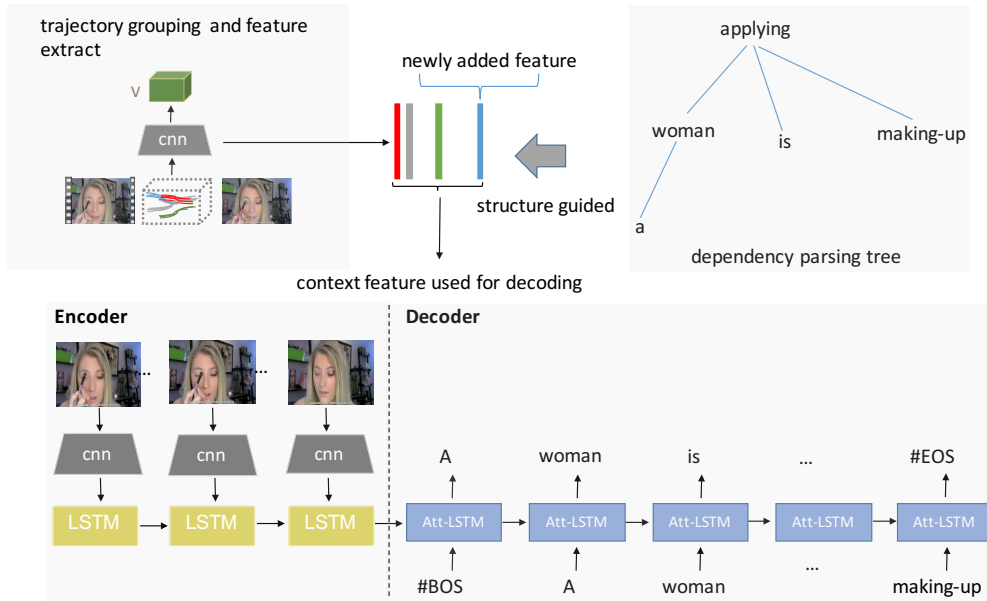 trajectory grouping and feature
extract
V
cnn
newly added feature
structure guided
context feature used for decoding
applying
woman
is
making-up
a
dependency parsing tree
Encoder
...
...
cnn
cnn
cnn
LSTM
LSTM
LSTM
Decoder
A
woman
is
...
#EOS
Att-LSTM
Att-LSTM
Att-LSTM
Att-LSTM
Att-LSTM
#BOS
A
woman
...
making-up